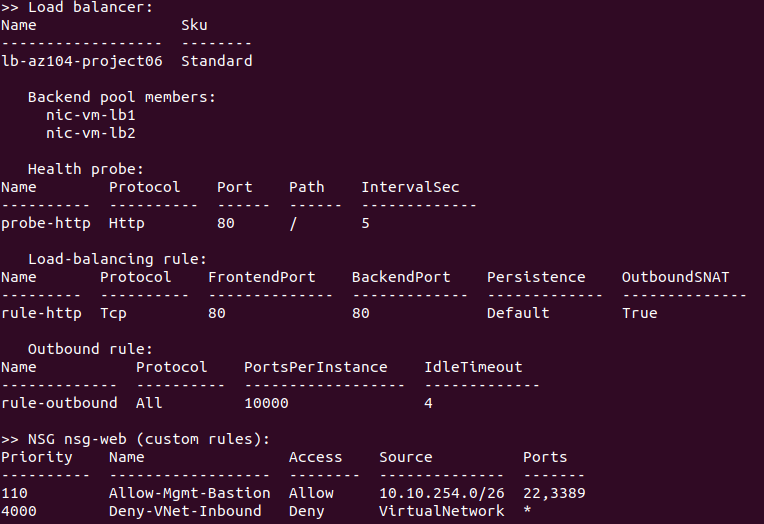 >> Load balancer:
Name                Sku
------------------  --------
lb-az104-project06  Standard
   Backend pool members:
     nic-vm-lb1
     nic-vm-lb2
   Health probe:
Name        Protocol    Port    Path    IntervalSec
----------  ----------  ------  ------  -------------
probe-http  Http        80      /       5
   Load-balancing rule:
Name       Protocol    FrontendPort    BackendPort    Persistence    OutboundSNAT
---------  ----------  --------------  -------------  -------------  --------------
rule-http  Tcp         80              80             Default        True
   Outbound rule:
Name           Protocol    PortsPerInstance    IdleTimeout
-------------  ----------  ------------------  -------------
rule-outbound  All         10000               4
>> NSG nsg-web (custom rules):
Priority    Name                Access    Source          Ports
----------  ------------------  --------  --------------  -------
110         Allow-Mgmt-Bastion  Allow     10.10.254.0/26  22,3389
4000        Deny-VNet-Inbound   Deny      VirtualNetwork  *